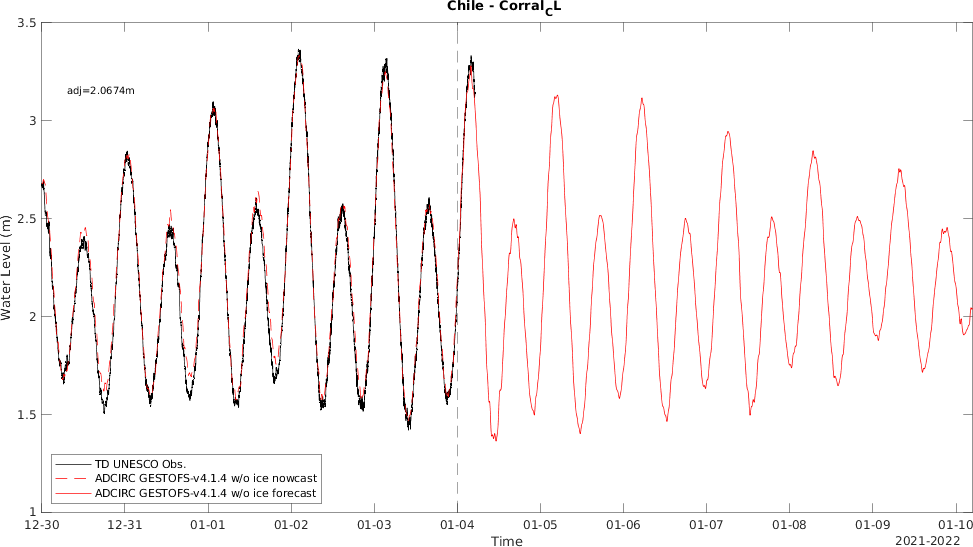 Chile - Corral_CL
3.5
adj=2.0674m
3
2.5
Water Level (m)
2
1.5
TD UNESCO Obs.
ADCIRC GESTOFS-v4.1.4 w/o ice nowcast
ADCIRC GESTOFS-v4.1.4 w/o ice forecast
1
12-30 12-31 01-01 01-02 01-03 01-04 01-05 01-06 01-07 01-08 01-09 01-10
Time
2021-2022